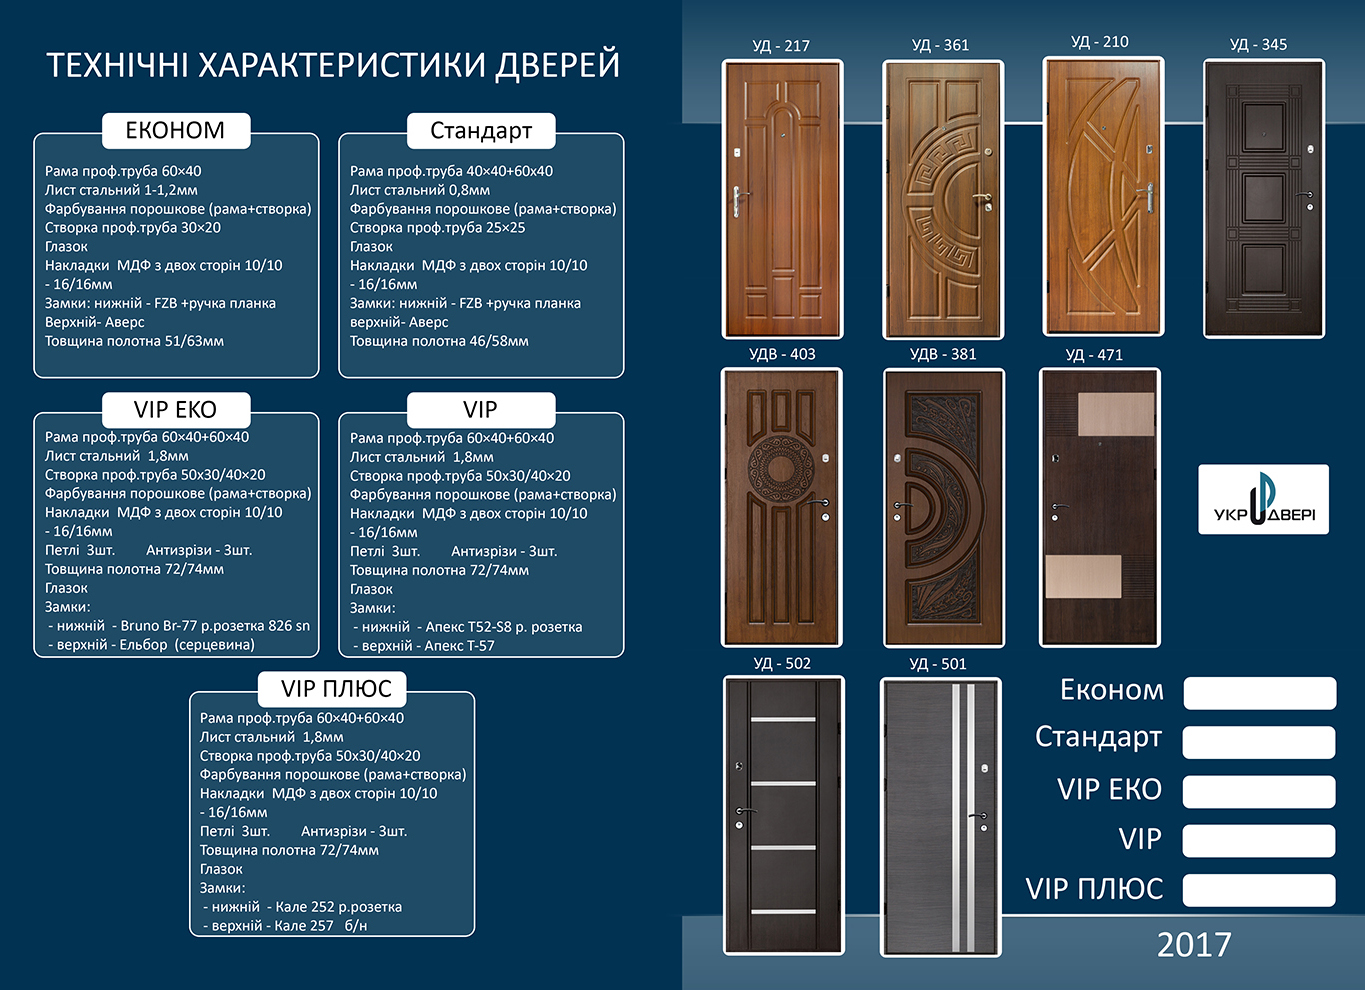 ТЕХНІЧНІ ХАРАКТЕРИСТИКИ ДВЕРЕЙ
ЕКОНОМ
Рама проф.труба 60×40
Лист стальний 1-1,2мм
Фарбування порошкове (рама+створка)
Створка проф.труба 30×20
Глазок
Накладки МДФ з двох сторін 10/10
- 16/16мм
Замки: нижній - FZB +ручка планка
Верхній- Аверс
Товщина полотна 51/63мм
Стандарт
Рама проф.труба 40×40+60х40
Лист стальний 0,8мм
Фарбування порошкове (рама+створка)
Створка проф.труба 25×25
Глазок
Накладки МДФ з двох сторін 10/10
- 16/16мм
Замки: нижній - FZB +ручка планка
верхній- Аверс
Товщина полотна 46/58мм
VIP ЕКО
Рама проф.труба 60×40+60×40
Лист стальний 1,8мм
Створка проф.труба 50х30/40×20
Фарбування порошкове (рама+створка)
Накладки МДФ з двох сторін 10/10
- 16/16мм
Петлі 3шт. Антизрізи - 3шт.
Товщина полотна 72/74мм
Глазок
Замки:
- нижній - Bruno Br-77 р.розетка 826 sn
- верхній - Ельбор (серцевина)
VIP
Рама проф.труба 60×40+60×40
Лист стальний 1,8мм
Створка проф.труба 50х30/40×20
Фарбування порошкове (рама+створка)
Накладки МДФ з двох сторін 10/10
- 16/16мм
Петлі 3шт. Антизрізи - 3шт.
Товщина полотна 72/74мм
Глазок
Замки:
- нижній - Апекс T52-S8 р. розетка
- верхній - Апекс Т-57
VIP ПЛЮС
Рама проф.труба 60×40+60×40
Лист стальний 1,8мм
Створка проф.труба 50х30/40×20
Фарбування порошкове (рама+створка)
Накладки МДФ з двох сторін 10/10
- 16/16мм
Петлі 3шт. Антизрізи - 3шт.
Товщина полотна 72/74мм
Глазок
Замки:
- нижній - Кале 252 р.розетка
- верхній - Кале 257 б/н
УД - 217
УД - 361
УД - 210
УД - 345
УДВ - 403
УДВ - 381
УД - 471
УКР ДВЕРІ
УД - 502
УД - 501
Економ
Стандарт
VIP ЕКО
VIP
VIP ПЛЮС
2017